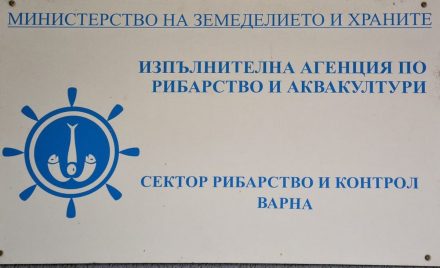 МИНИСТЕРСТВО НА ЗЕМЕДЕЛИЕТО И ХРАНИТЕ
ИЗПЪЛНИТЕЛНА АГЕНЦИЯ ПО
РИБАРСТВО И АКВАКУЛТУРИ
СЕКТОР РИБАРСТВО И КОНТРОЛ
ВАРНА